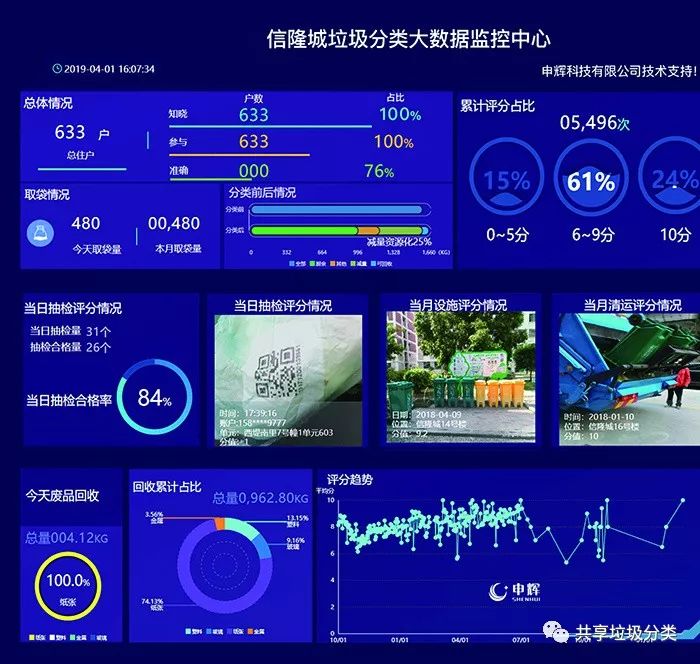 信隆城垃圾分类大数据监控中心
2019-04-01 16:07:34
申辉科技有限公司技术支持!
总体情况
户数
占比
633 户
总住户
知晓 633 100%
参与 633 100%
准确 000 76%
累计评分占比
05,496次
15% 61% 24%
0~5分 6~9分 10分
取袋情况
480
今天取袋量
00,480
本月取袋量
分类前后情况
分类前
分类后
减量资源化25%
0 332 664 996 1,328 1,660 (KG)
全部 厨余 其他 减量 可回收
当日抽检评分情况
当日抽检量 31个
抽检合格量 26个
当日抽检合格率
84%
当日抽检评分情况
时间：17:39:16
账户:158****9777
单元：西堤南里7号幢1单元603
分值：1
当月设施评分情况
日期：2018-04-09
位置：信隆城14号楼
分值：9.2
当月清运评分情况
时间：2018-01-10
位置：信隆城16号楼
分值：10
今天废品回收
总量004.12KG
100.0%
纸张
纸张 塑料 金属 玻璃
回收累计占比
总量0,962.80KG
3.56%
金属
13.15%
塑料
9.16%
玻璃
74.13%
纸张
塑料 玻璃 纸张 金属
评分趋势
平均分
10
8
6
4
2
0
10/01 01/01 04/01 07/01
申辉
SHENHUI
共享垃圾分类